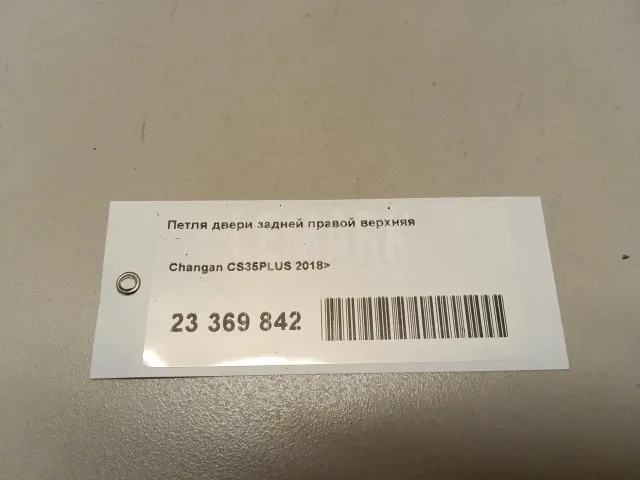 Петля двери задней правой верхняя
Changan CS35PLUS 2018>
23 369 842